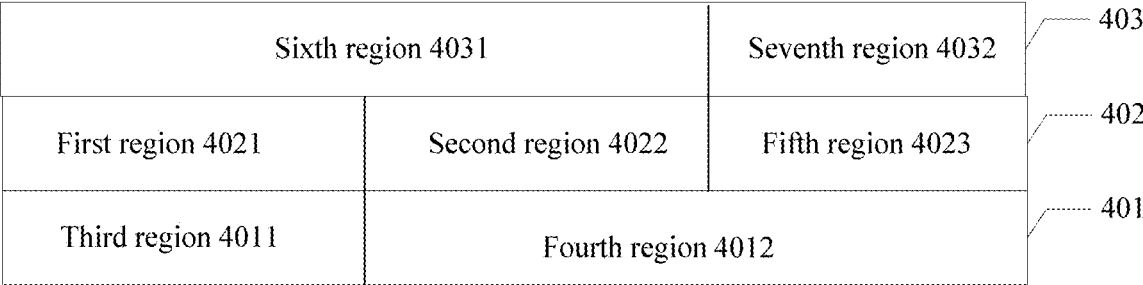 Sixth region 4031
Seventh region 4032
403
First region 4021
Second region 4022
Fifth region 4023
402
Third region 4011
Fourth region 4012
401